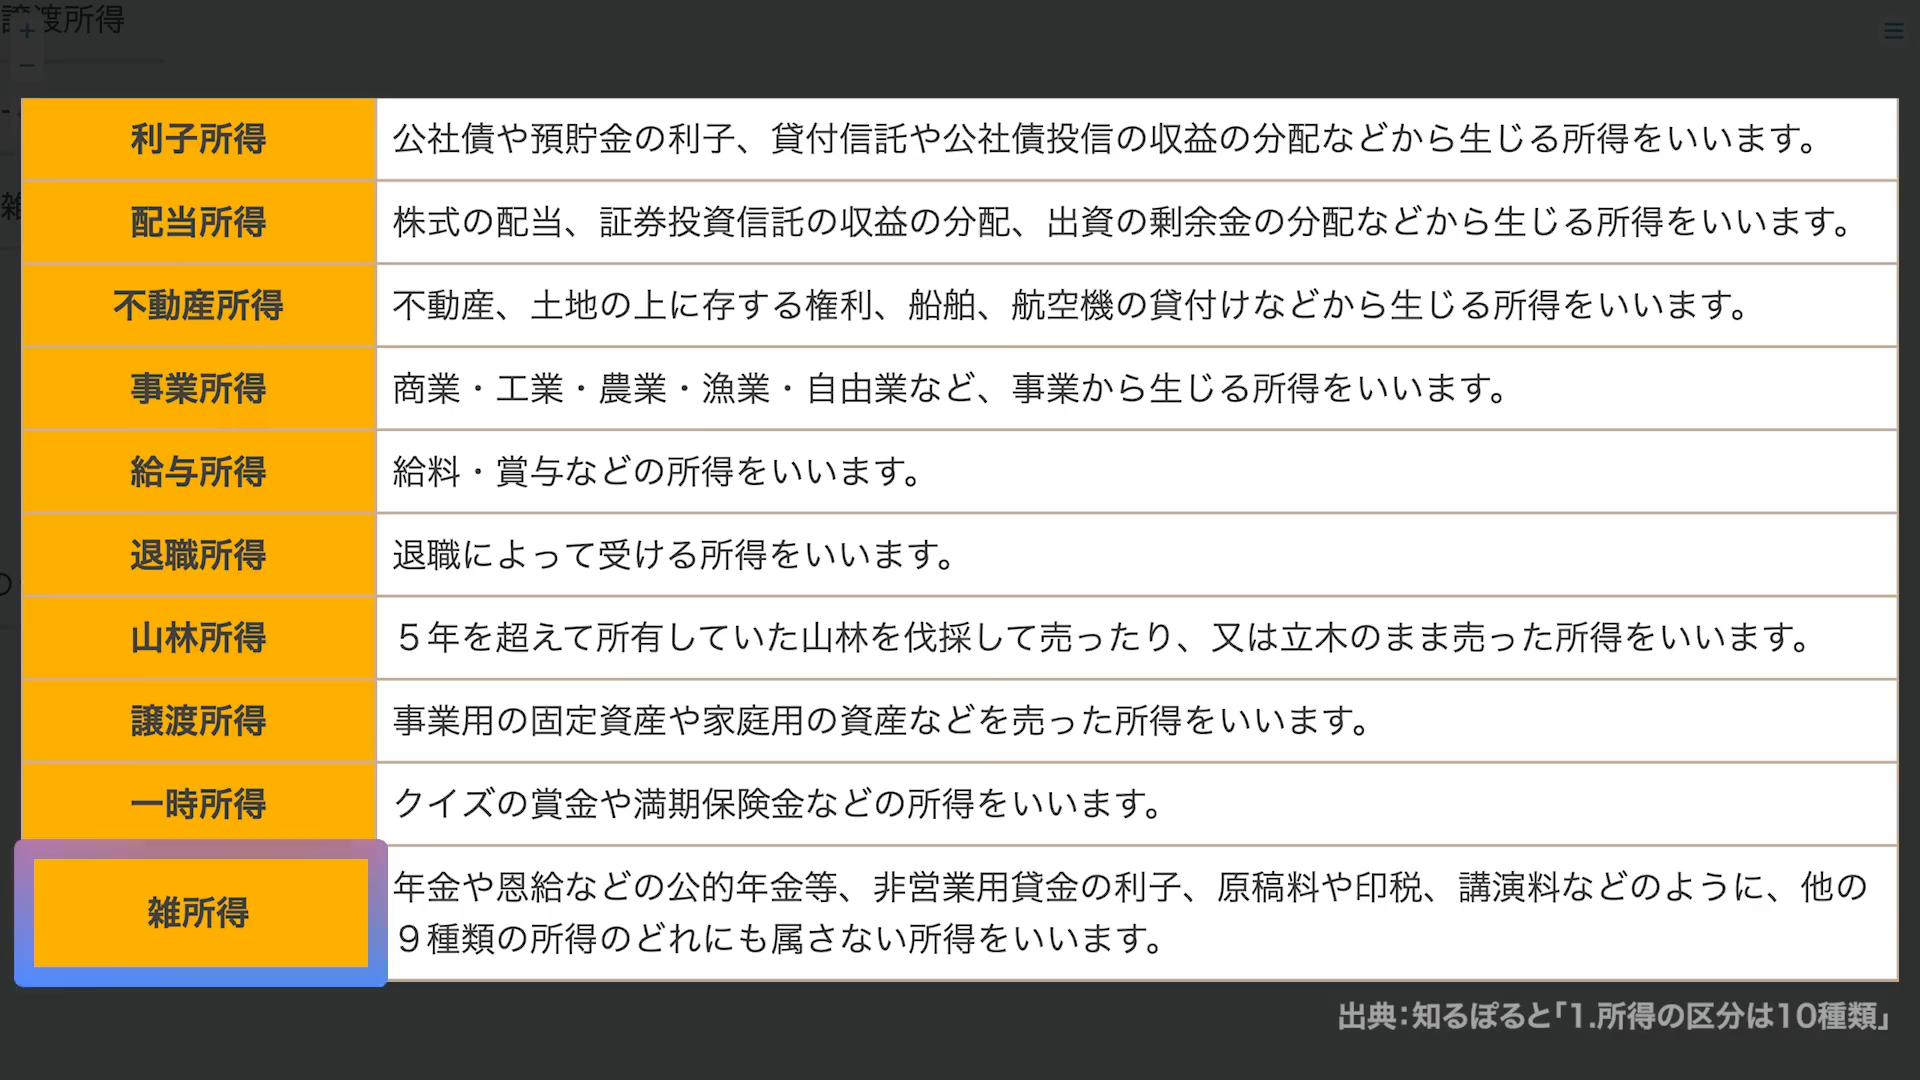 譲渡所得
利子所得
公社債や預貯金の利子、貸付信託や公社債投信の収益の分配などから生じる所得をいいます。
配当所得
株式の配当、証券投資信託の収益の分配、出資の剰余金の分配などから生じる所得をいいます。
不動産所得
不動産、土地の上に存する権利、船舶、航空機の貸付けなどから生じる所得をいいます。
事業所得
商業・工業・農業・漁業・自由業など、事業から生じる所得をいいます。
給与所得
給料・賞与などの所得をいいます。
退職所得
退職によって受ける所得をいいます。
山林所得
５年を超えて所有していた山林を伐採して売ったり、又は立木のまま売った所得をいいます。
譲渡所得
事業用の固定資産や家庭用の資産などを売った所得をいいます。
一時所得
クイズの賞金や満期保険金などの所得をいいます。
雑所得
年金や恩給などの公的年金等、非営業用貸金の利子、原稿料や印税、講演料などのように、他の
９種類の所得のどれにも属さない所得をいいます。
出典:知るぽると「1.所得の区分は10種類」